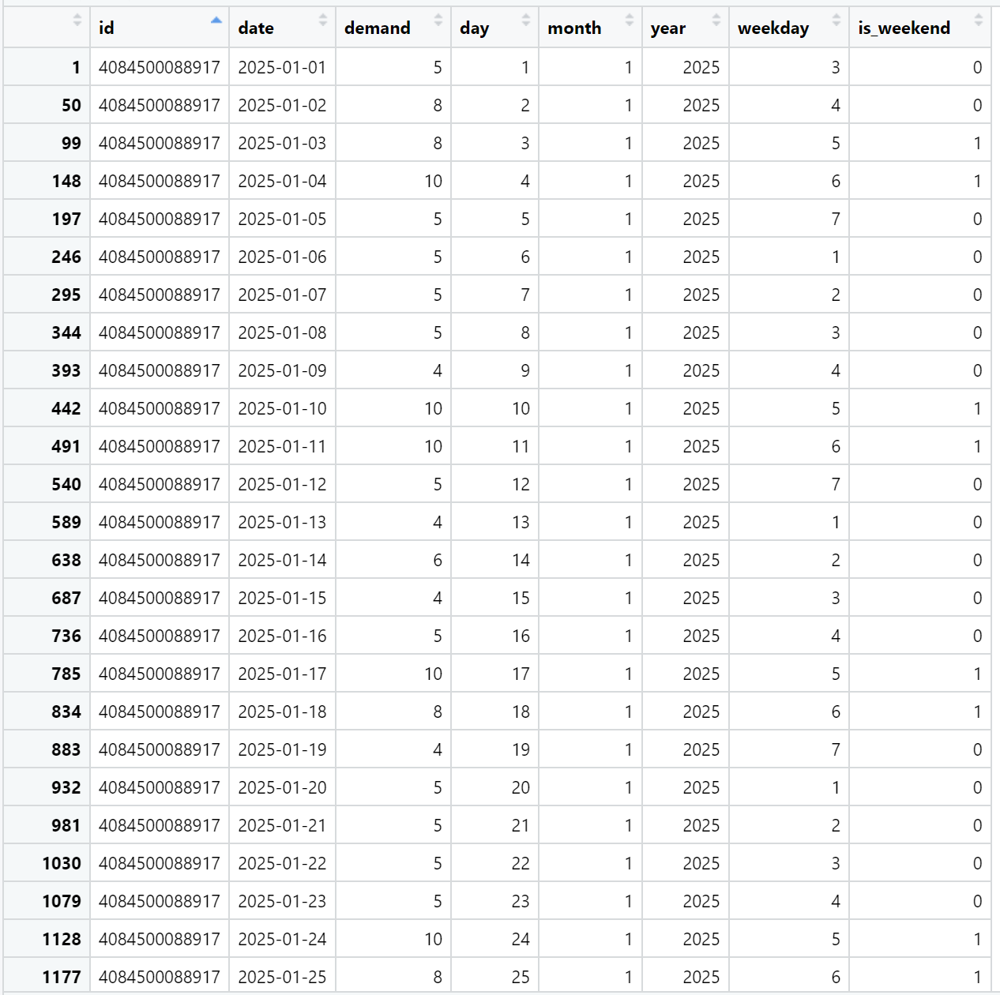 id date demand day month year weekday is_weekend
1 4084500088917 2025-01-01 5 1 1 2025 3 0
50 4084500088917 2025-01-02 8 2 1 2025 4 0
99 4084500088917 2025-01-03 8 3 1 2025 5 1
148 4084500088917 2025-01-04 10 4 1 2025 6 1
197 4084500088917 2025-01-05 5 5 1 2025 7 0
246 4084500088917 2025-01-06 5 6 1 2025 1 0
295 4084500088917 2025-01-07 5 7 1 2025 2 0
344 4084500088917 2025-01-08 5 8 1 2025 3 0
393 4084500088917 2025-01-09 4 9 1 2025 4 0
442 4084500088917 2025-01-10 10 10 1 2025 5 1
491 4084500088917 2025-01-11 10 11 1 2025 6 1
540 4084500088917 2025-01-12 5 12 1 2025 7 0
589 4084500088917 2025-01-13 4 13 1 2025 1 0
638 4084500088917 2025-01-14 6 14 1 2025 2 0
687 4084500088917 2025-01-15 4 15 1 2025 3 0
736 4084500088917 2025-01-16 5 16 1 2025 4 0
785 4084500088917 2025-01-17 10 17 1 2025 5 1
834 4084500088917 2025-01-18 8 18 1 2025 6 1
883 4084500088917 2025-01-19 4 19 1 2025 7 0
932 4084500088917 2025-01-20 5 20 1 2025 1 0
981 4084500088917 2025-01-21 5 21 1 2025 2 0
1030 4084500088917 2025-01-22 5 22 1 2025 3 0
1079 4084500088917 2025-01-23 5 23 1 2025 4 0
1128 4084500088917 2025-01-24 10 24 1 2025 5 1
1177 4084500088917 2025-01-25 8 25 1 2025 6 1